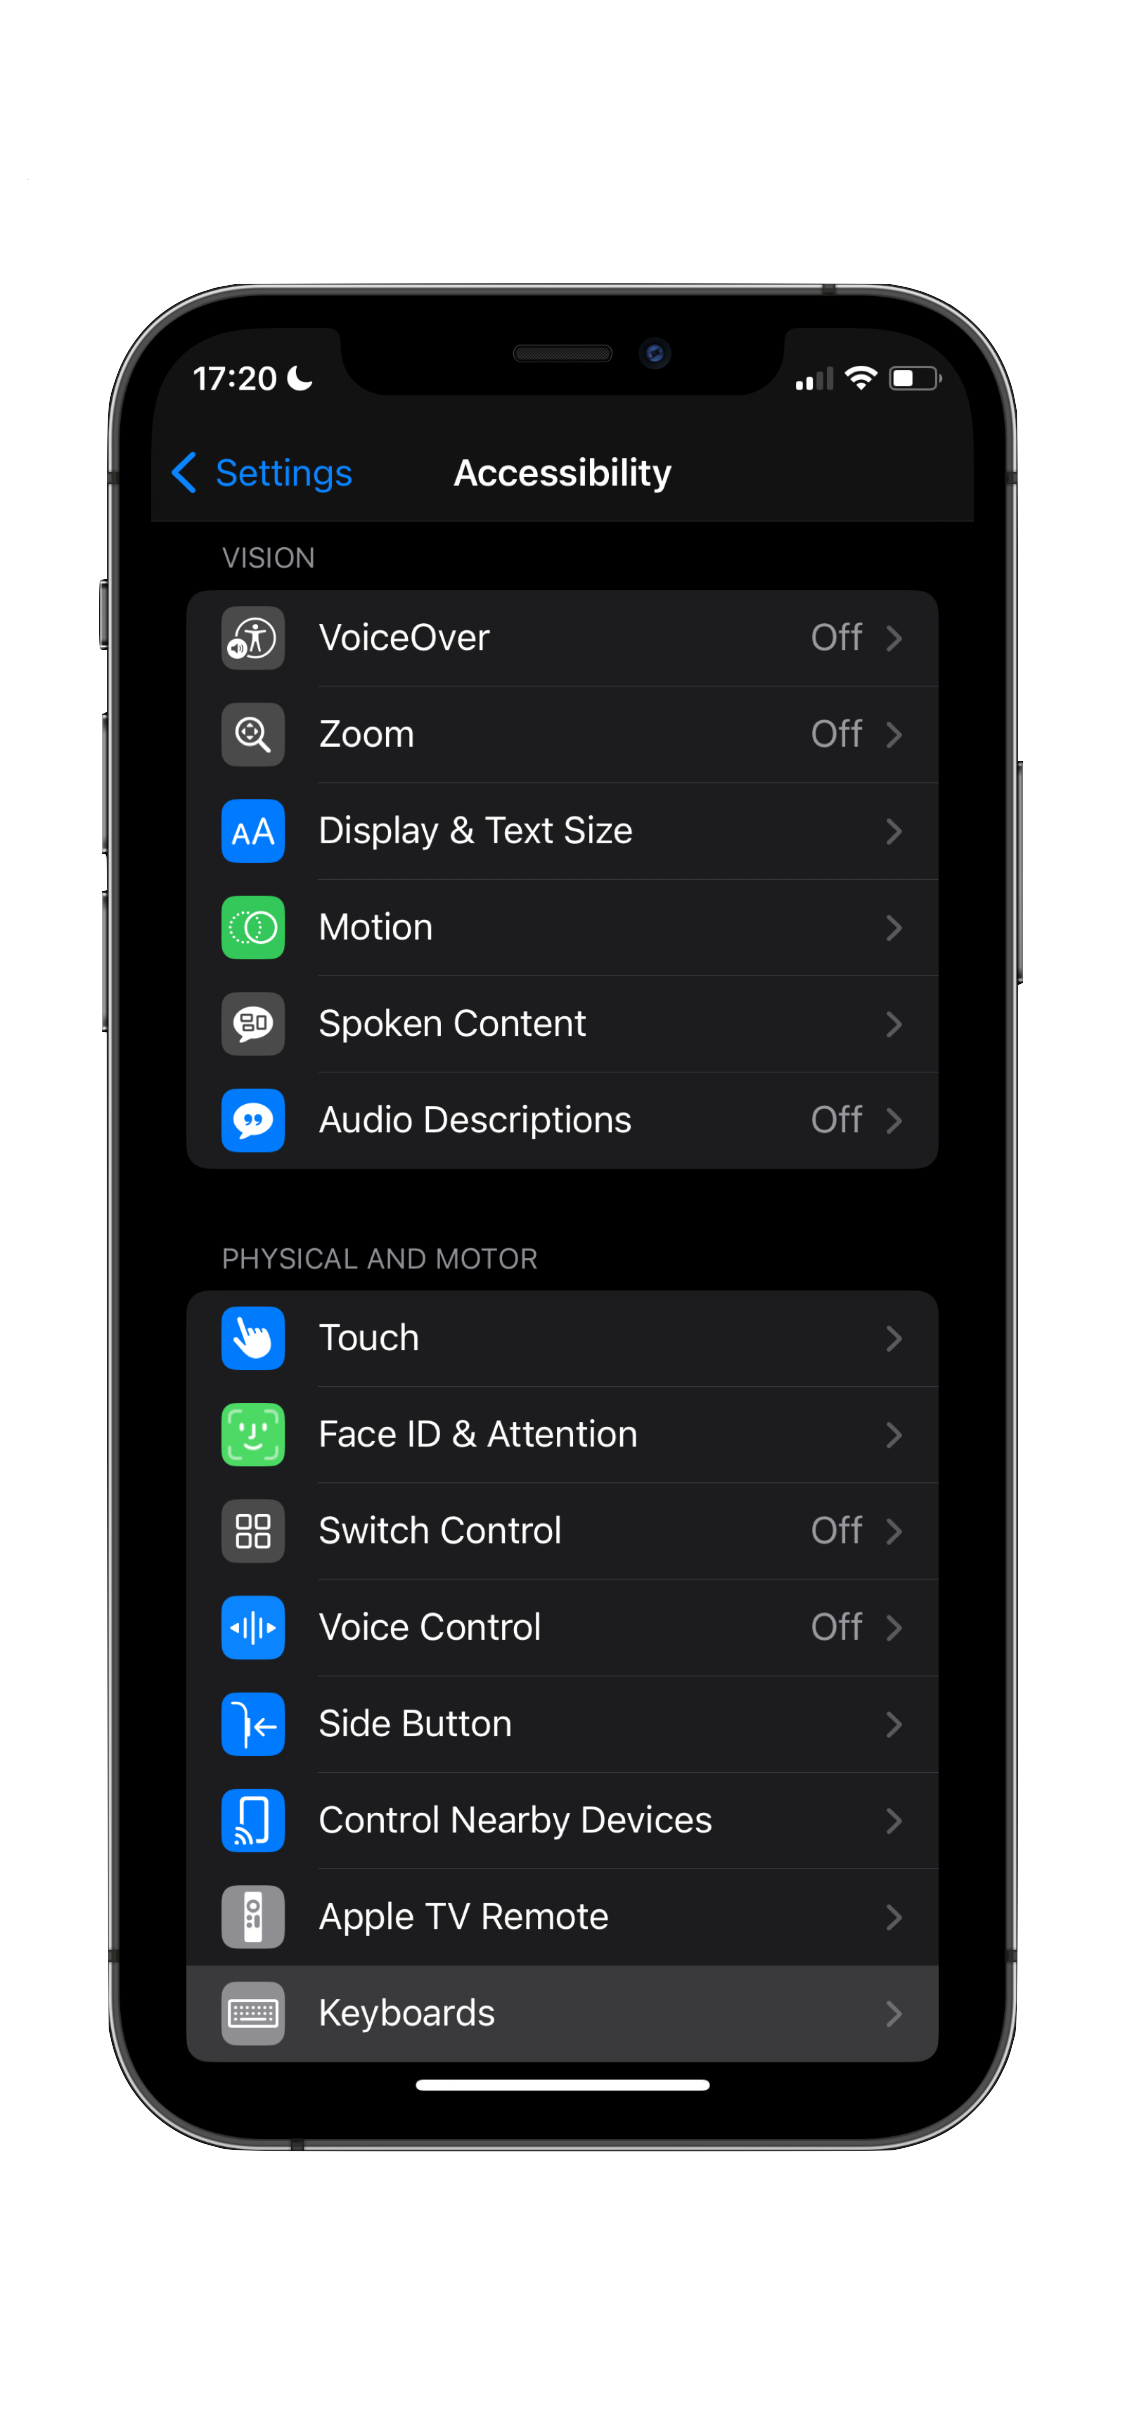 17:20
Settings
Accessibility
VISION
VoiceOver Off
Zoom Off
Display & Text Size
Motion
Spoken Content
Audio Descriptions Off
PHYSICAL AND MOTOR
Touch
Face ID & Attention
Switch Control Off
Voice Control Off
Side Button
Control Nearby Devices
Apple TV Remote
Keyboards